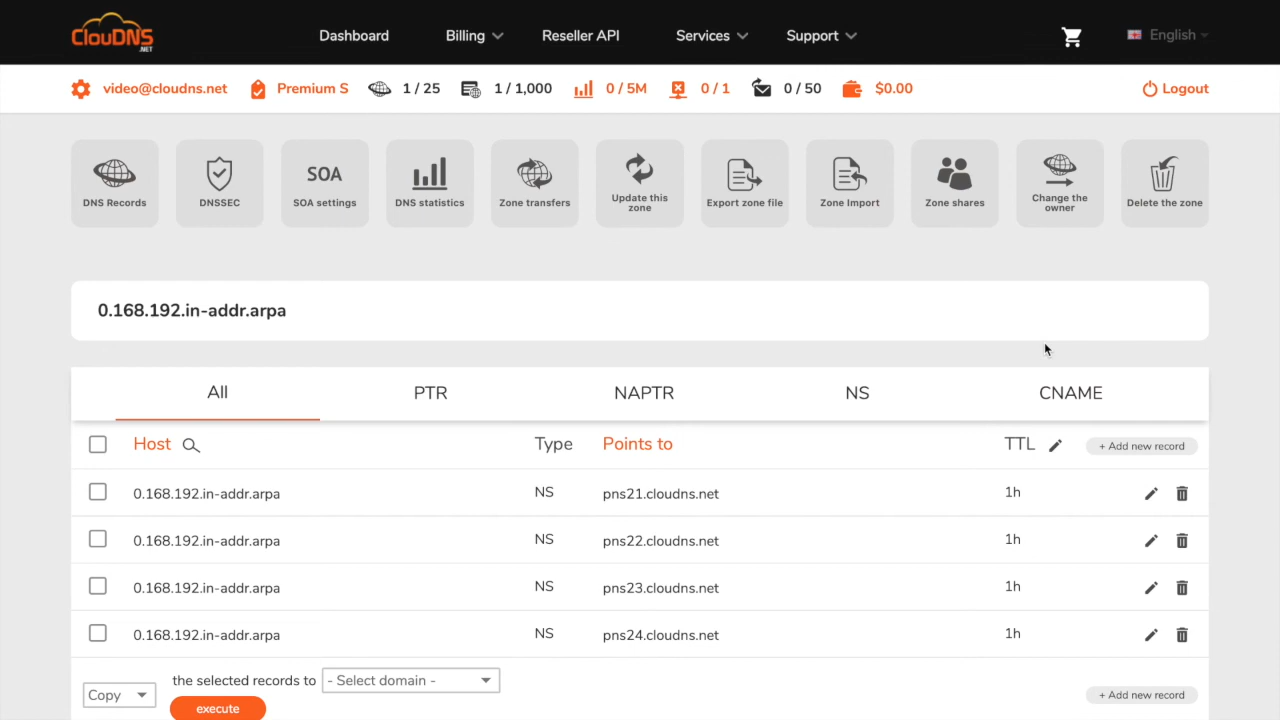 ClouDNS
.NET
Dashboard Billing Reseller API Services Support English
video@cloudns.net Premium S 1 / 25 1 / 1,000 0 / 5M 0 / 1 0 / 50 $0.00 Logout
DNS Records
DNSSEC
SOA
SOA settings
DNS statistics
Zone transfers
Update this
zone
Export zone file
Zone Import
Zone shares
Change the
owner
Delete the zone
0.168.192.in-addr.arpa
All PTR NAPTR NS CNAME
Host Type Points to TTL + Add new record
0.168.192.in-addr.arpa NS pns21.cloudns.net 1h
0.168.192.in-addr.arpa NS pns22.cloudns.net 1h
0.168.192.in-addr.arpa NS pns23.cloudns.net 1h
0.168.192.in-addr.arpa NS pns24.cloudns.net 1h
Copy the selected records to - Select domain - + Add new record
execute